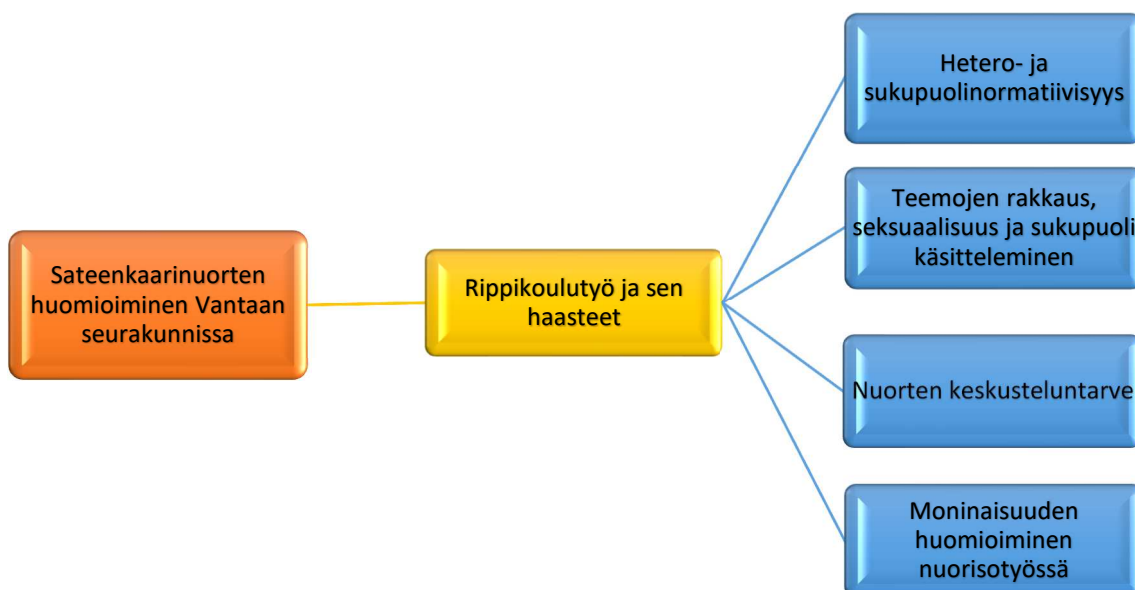 Sateenkaarinuorten
huomioiminen Vantaan
seurakunnissa
Rippikoulutyö ja sen
haasteet
Hetero- ja
sukupuolinormatiivisyys
Teemojen rakkaus,
seksuaalisuus ja sukupuoli
käsitteleminen
Nuorten keskusteluntarve
Moninaisuuden
huomioiminen
nuorisotyössä